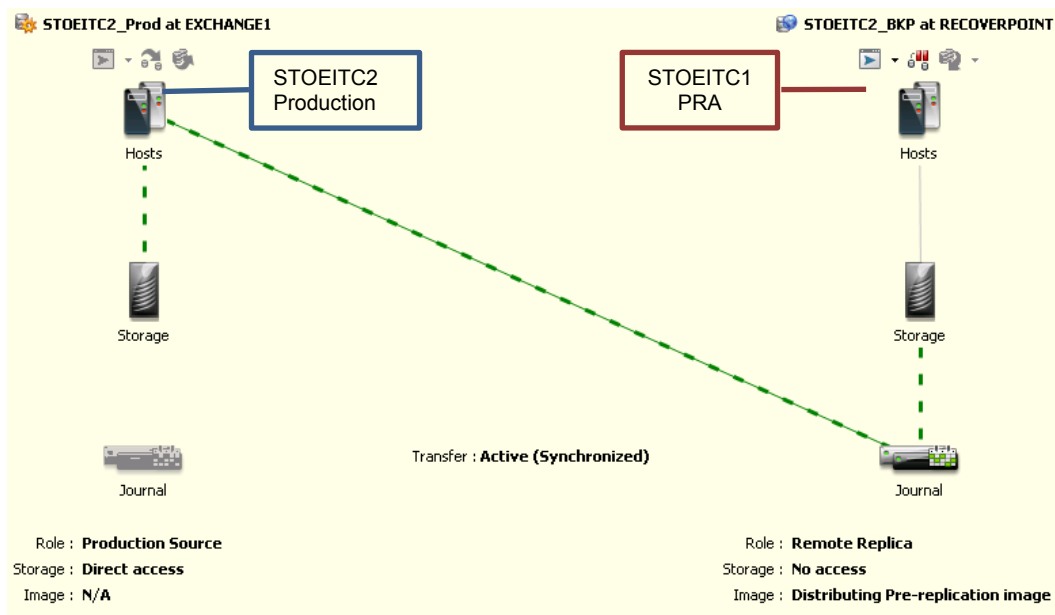 STOEITC2_Prod at EXCHANGE1
STOEITC2_BKP at RECOVERPOINT
STOEITC2
Production
STOEITC1
PRA
Hosts
Hosts
Storage
Storage
Transfer : Active (Synchronized)
Journal
Journal
Role : Production Source
Storage : Direct access
Image : N/A
Role : Remote Replica
Storage : No access
Image : Distributing Pre-replication image